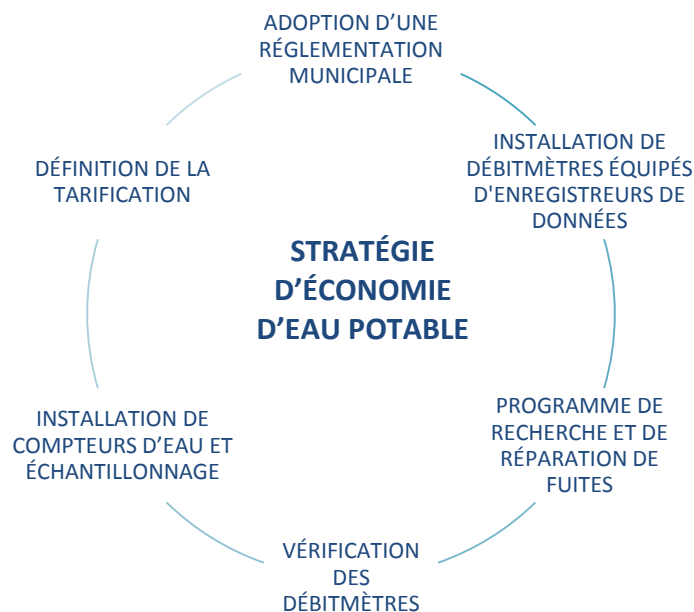 ADOPTION D’UNE
RÉGLEMENTATION
MUNICIPALE
INSTALLATION DE
DÉBITMÈTRES ÉQUIPÉS
D'ENREGISTREURS DE
DONNÉES
PROGRAMME DE
RECHERCHE ET DE
RÉPARATION DE
FUITES
VÉRIFICATION
DES
DÉBITMÈTRES
INSTALLATION DE
COMPTEURS D’EAU ET
ÉCHANTILLONNAGE
DÉFINITION DE LA
TARIFICATION
STRATÉGIE
D’ÉCONOMIE
D’EAU POTABLE